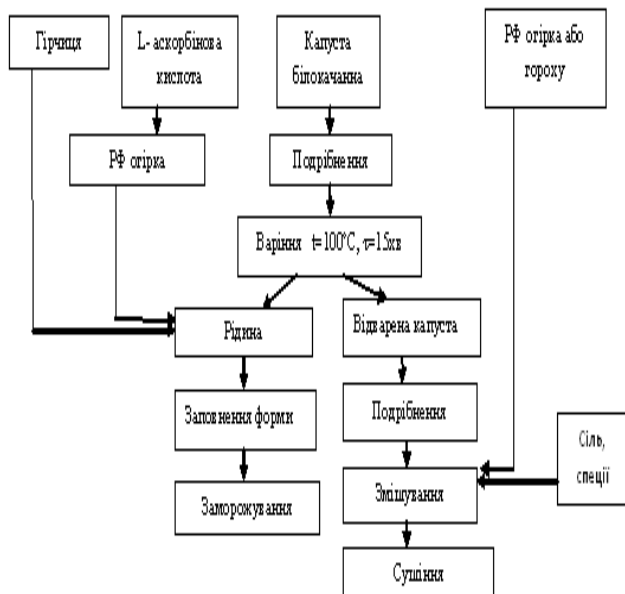 Гірчиця
L- аскорбінова
кислота
Капуста
білокачанна
РФ огірка або
гороху
РФ огірка
Подрібнення
Варіння t=100°C, τ=15хв
Рідина
Відварена капуста
Заповнення форми
Подрібнення
Сіль,
спеції
Заморожування
Змішування
Сушіння